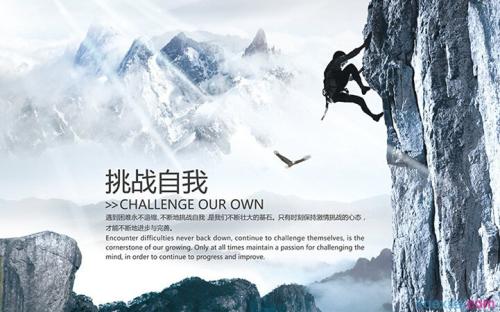 挑战自我
>>CHALLENGE OUR OWN
遇到困难永不退缩,不断地挑战自我,是我们不断壮大的基石。只有时刻保持激情挑战的心态，
才能不断地进步与完善。
Encounter difficulties never back down, continue to challenge themselves, is the
cornerstone of our growing. Only at all times maintain a passion for challenging the
mind, in order to continue to progress and improve.